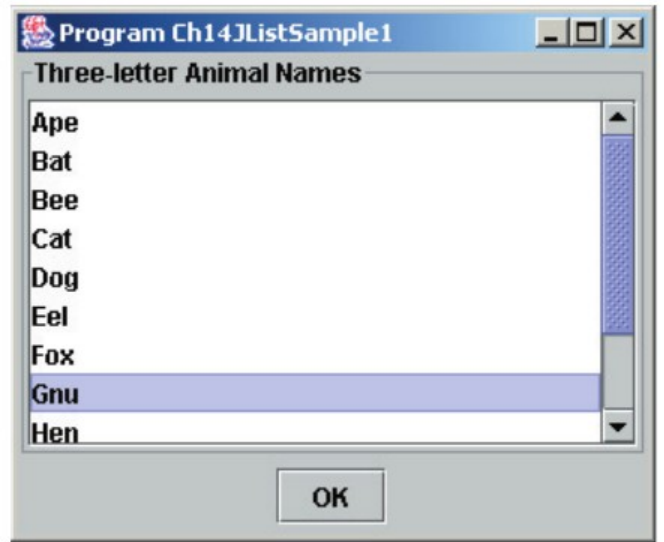 Program Ch14JListSample1
Three-letter Animal Names
Ape
Bat
Bee
Cat
Dog
Eel
Fox
Gnu
Hen
OK